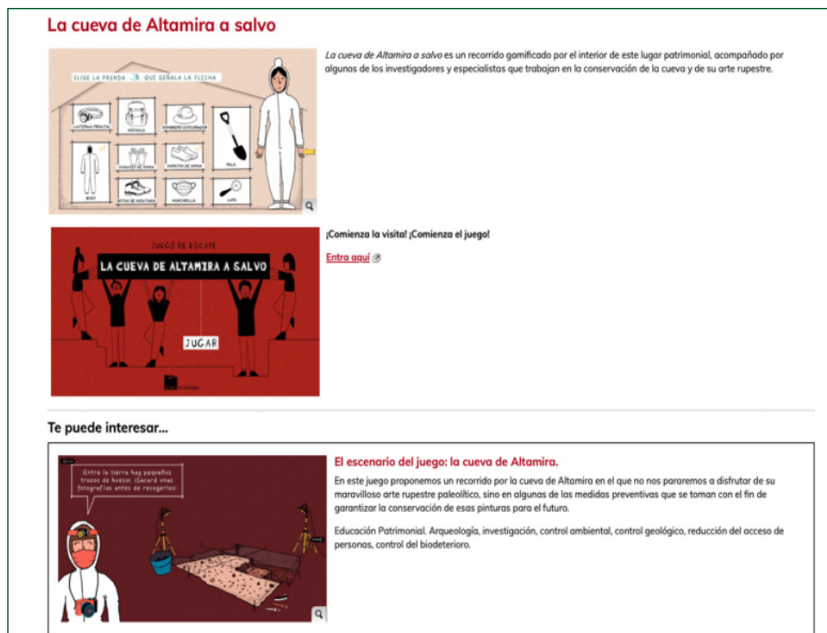 La cueva de Altamira a salvo
ELIGE LA PRENDA QUE SEÑALA LA FLECHA
LINTERNA FRONTAL
MOCHILA
SOMBRERO EXPLORADOR
PALA
GUANTES DE GOMA
ZAPATOS DE GOMA
BUZO
BOTAS DE MONTAÑA
MASCARILLA
LUPA
La cueva de Altamira a salvo es un recorrido gamificado por el interior de este lugar patrimonial, acompañado por
algunos de los investigadores y especialistas que trabajan en la conservación de la cueva y de su arte rupestre.
JUEGO DE ESCAPE
LA CUEVA DE ALTAMIRA A SALVO
JUGAR
¡Comienza la visita! ¡Comienza el juego!
Entra aquí
Te puede interesar...
¡Entre la tierra hay pequeños
trozos de hueso! ¡Sacaré unas
fotografías antes de recogerlos!
El escenario del juego: la cueva de Altamira.
En este juego proponemos un recorrido por la cueva de Altamira en el que no nos pararemos a disfrutar de su
maravilloso arte rupestre paleolítico, sino en algunas de las medidas preventivas que se toman con el fin de
garantizar la conservación de esas pinturas para el futuro.
Educación Patrimonial. Arqueología, investigación, control ambiental, control geológico, reducción del acceso de
personas, control del biodeterioro.